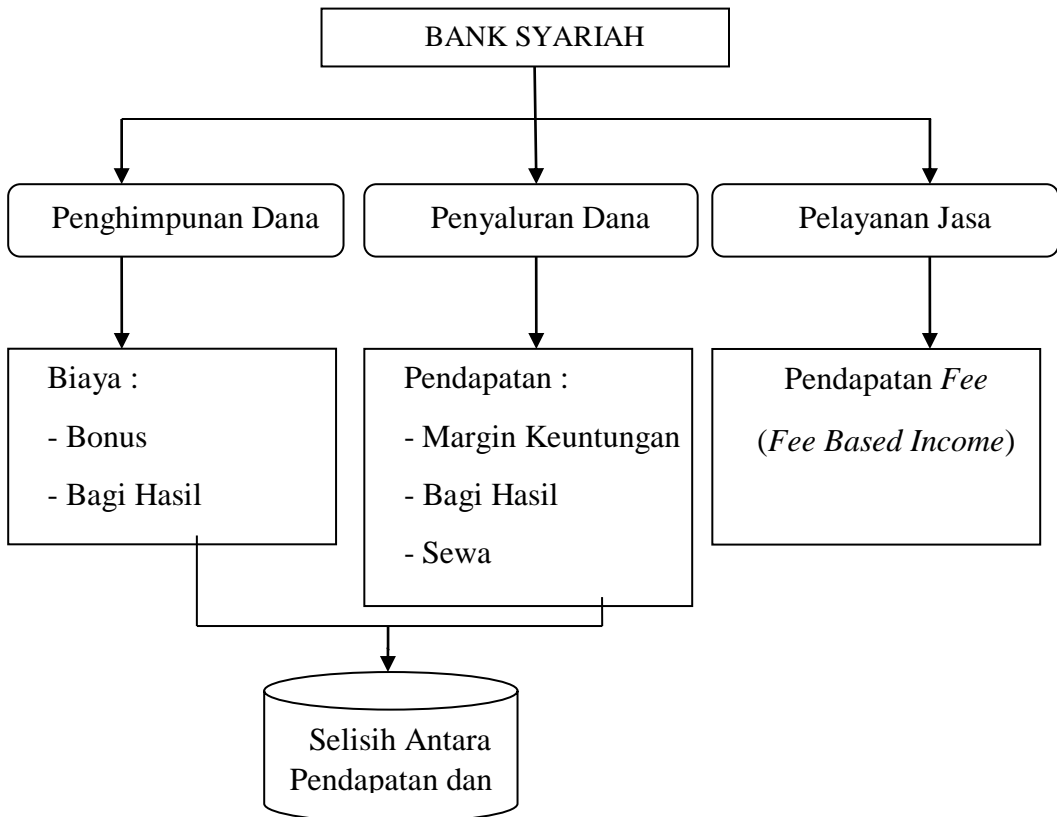 BANK SYARIAH
Penghimpunan Dana
Penyaluran Dana
Pelayanan Jasa
Biaya :
- Bonus
- Bagi Hasil
Pendapatan :
- Margin Keuntungan
- Bagi Hasil
- Sewa
Pendapatan Fee
(Fee Based Income)
Selisih Antara
Pendapatan dan